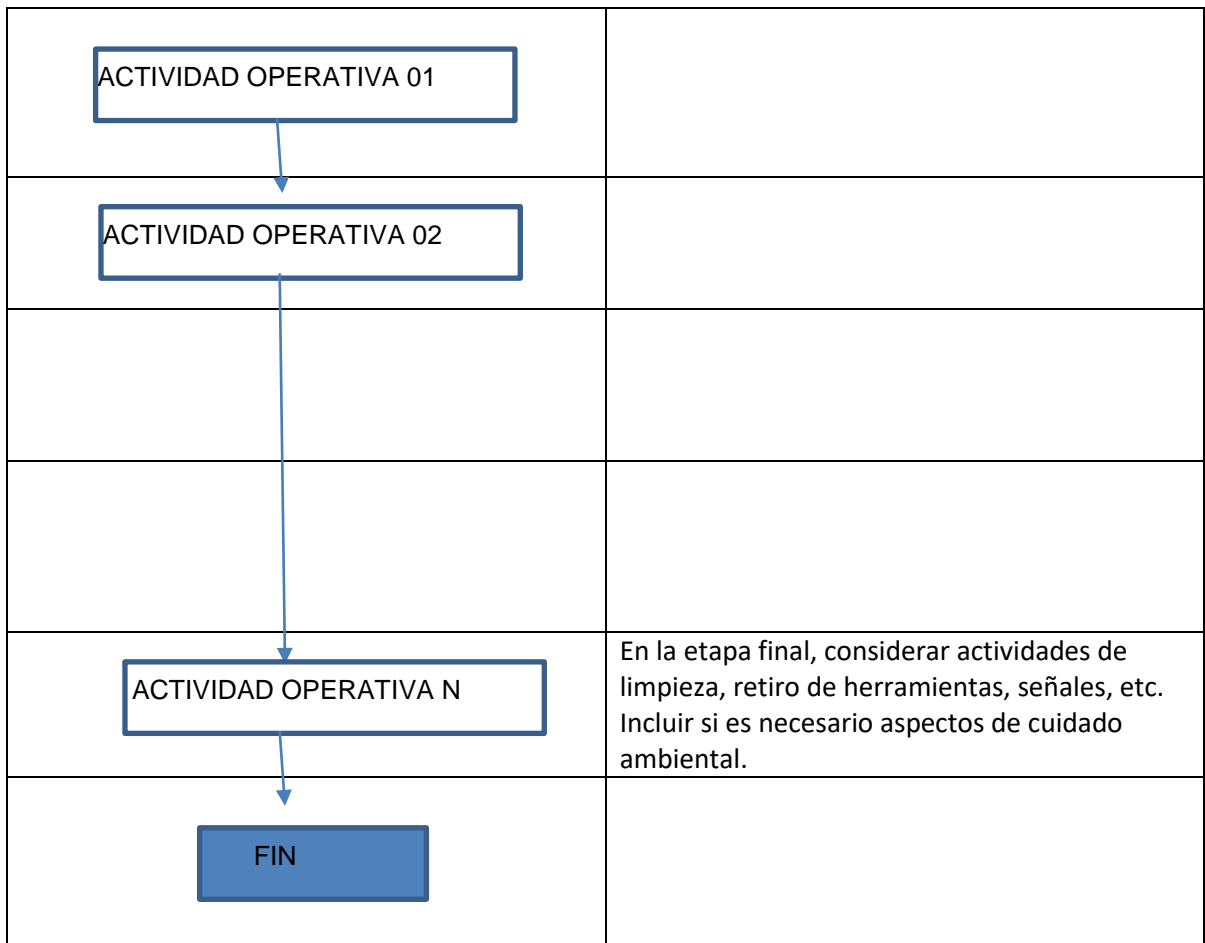 ACTIVIDAD OPERATIVA 01
ACTIVIDAD OPERATIVA 02
ACTIVIDAD OPERATIVA N
En la etapa final, considerar actividades de
limpieza, retiro de herramientas, señales, etc.
Incluir si es necesario aspectos de cuidado
ambiental.
FIN